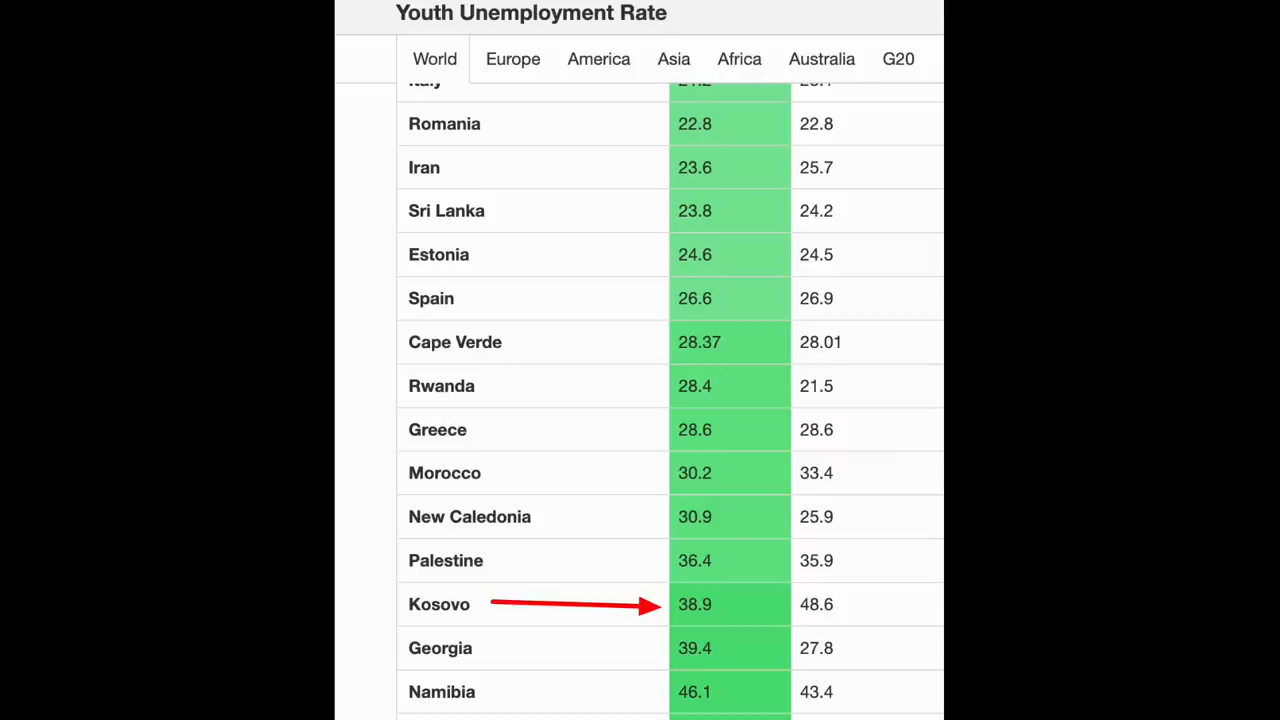 Youth Unemployment Rate
World Europe America Asia Africa Australia G20
Italy
Romania 22.8 22.8
Iran 23.6 25.7
Sri Lanka 23.8 24.2
Estonia 24.6 24.5
Spain 26.6 26.9
Cape Verde 28.37 28.01
Rwanda 28.4 21.5
Greece 28.6 28.6
Morocco 30.2 33.4
New Caledonia 30.9 25.9
Palestine 36.4 35.9
Kosovo 38.9 48.6
Georgia 39.4 27.8
Namibia 46.1 43.4